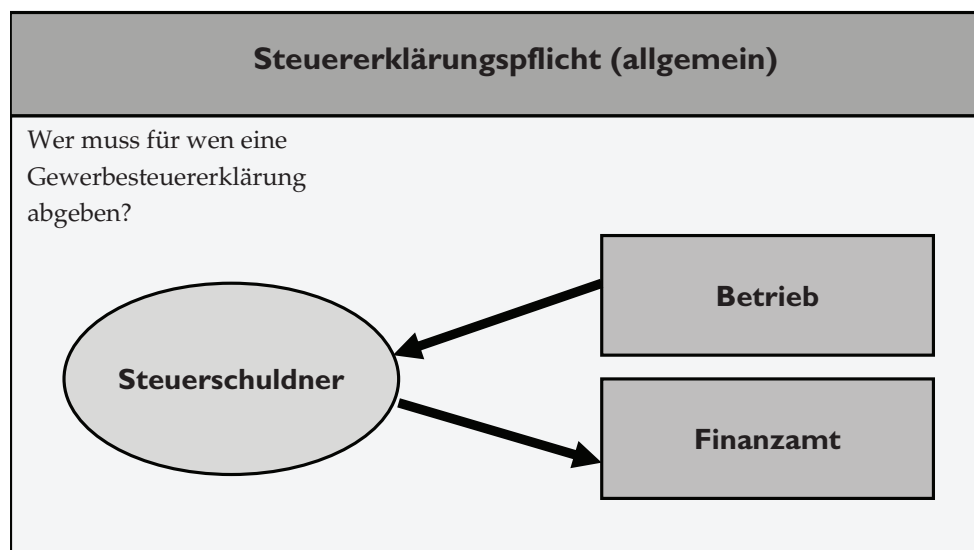 Steuererklärungspflicht (allgemein)
Wer muss für wen eine
Gewerbesteuererklärung
abgeben?
Betrieb
Steuerschuldner
Finanzamt